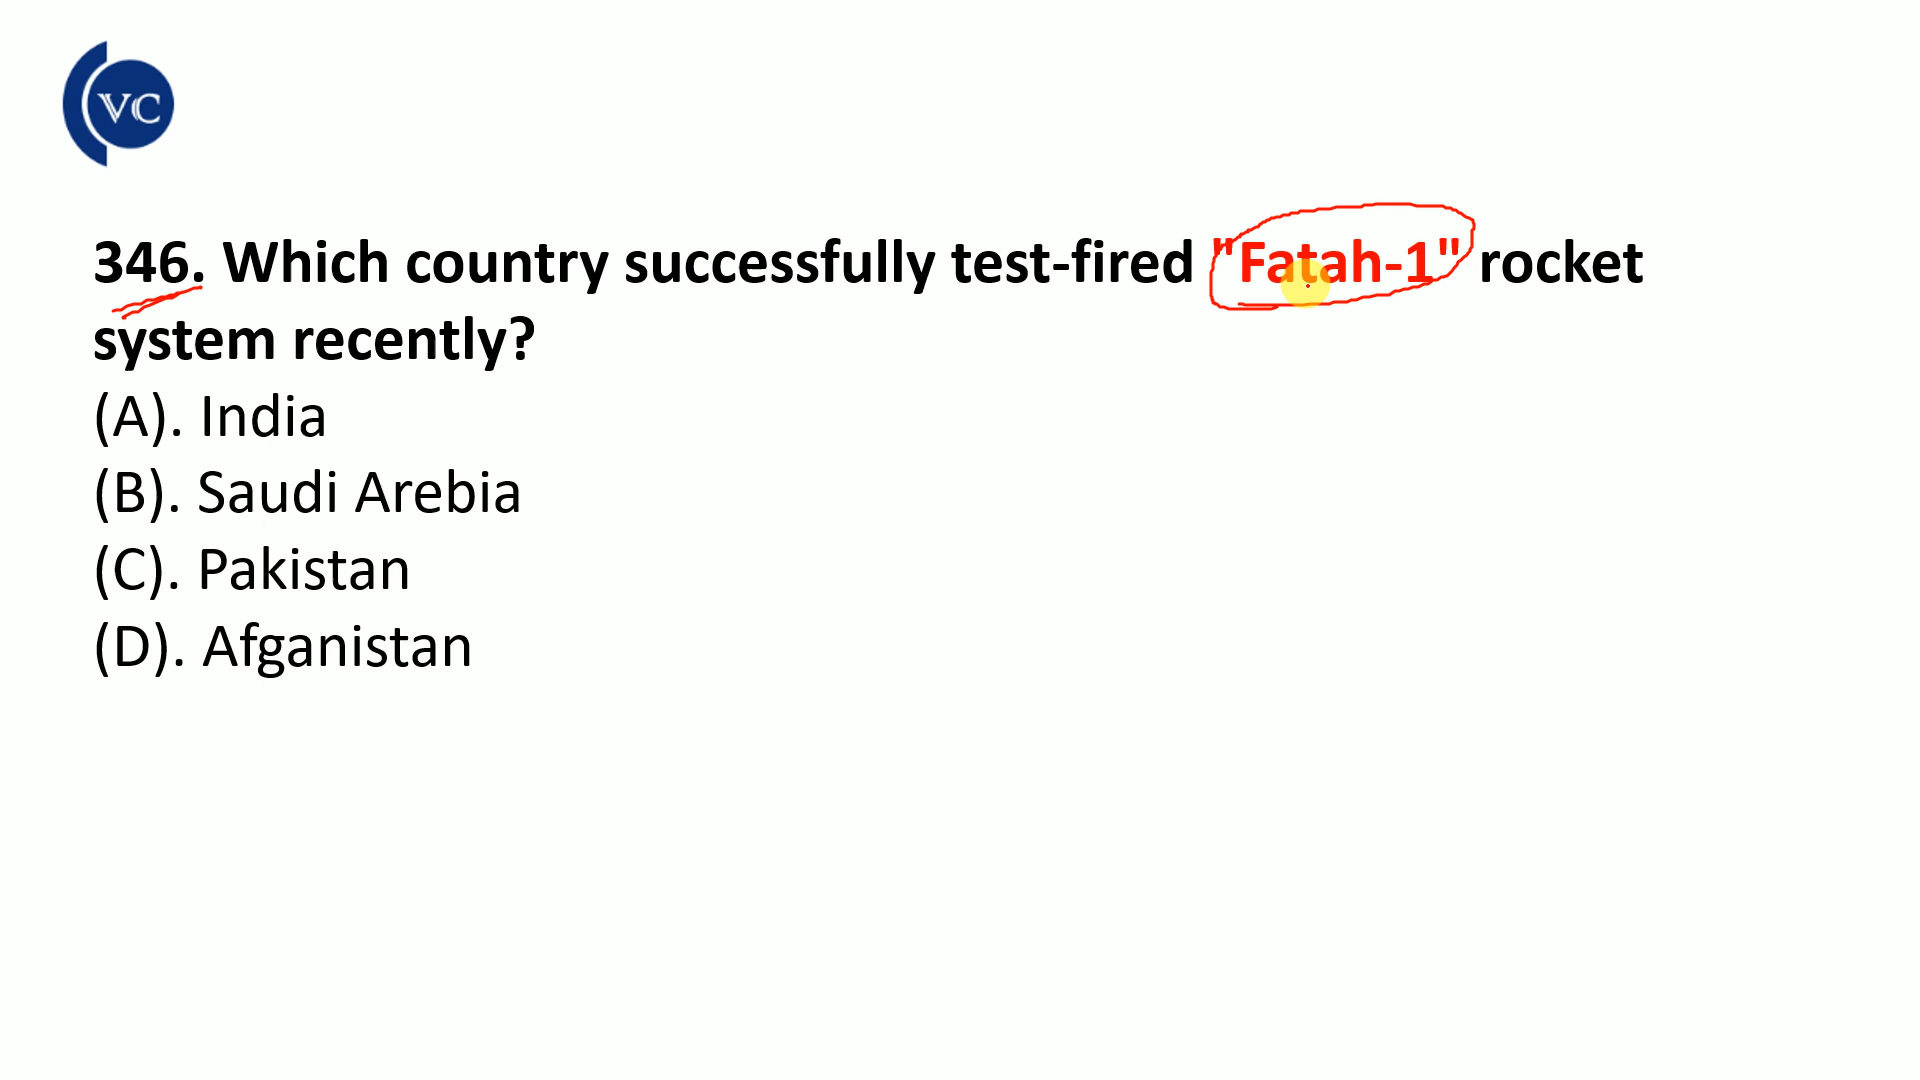 VC
346. Which country successfully test-fired "Fatah-1" rocket
system recently?
(A). India
(B). Saudi Arebia
(C). Pakistan
(D). Afganistan